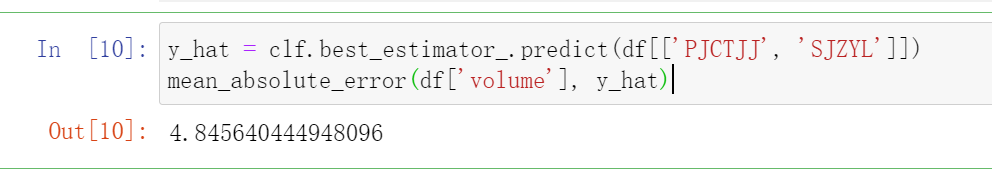 In [10]: y_hat = clf.best_estimator_.predict(df[['PJCTJJ', 'SJZYL']])
mean_absolute_error(df['volume'], y_hat)
Out[10]: 4.845640444948096